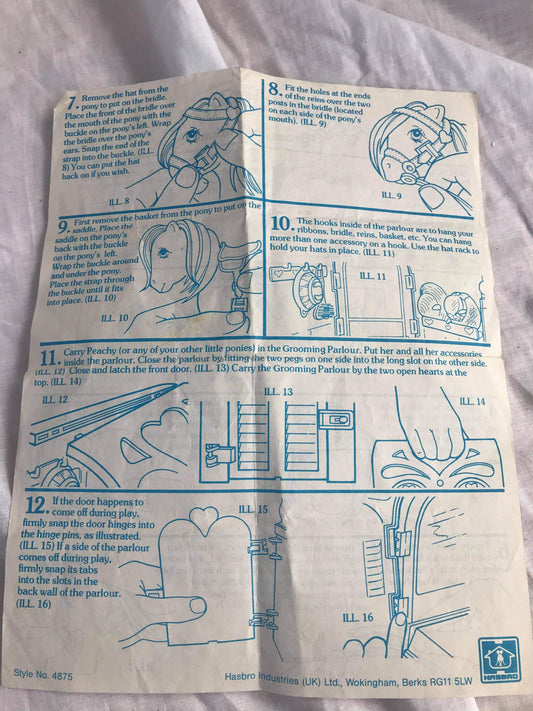 7. Remove the hat from the
pony to put on the bridle.
Place the front of the bridle over
the mouth of the pony with the
buckle on the pony's left. Wrap
the bridle over the pony's
ears. Snap the end of the
strap into the buckle. (ILL.
8) You can put the hat
back on if you wish.
ILL. 8
8. Fit the holes at the ends
of the reins over the two
posts in the bridle (located
on each side of the pony's
mouth). (ILL. 9)
ILL. 9
9. First remove the basket from the pony to put on the
saddle. Place the
saddle on the pony's
back with the buckle
on the pony's left.
Wrap the buckle around
and under the pony.
Place the strap through
the buckle until it fits
into place. (ILL. 10)
ILL. 10
10. The hooks inside of the parlour are to hang your
ribbons, bridle, reins, basket, etc. You can hang
more than one accessory on a hook. Use the hat rack to
hold your hats in place. (ILL. 11)
ILL. 11
11. Carry Peachy (or any of your other little ponies) in the Grooming Parlour. Put her and all her accessories
inside the parlour. Close the parlour by fitting the two pegs on one side into the long slot on the other side.
(ILL. 12) Close and latch the front door. (ILL. 13) Carry the Grooming Parlour by the two open hearts at the
top. (ILL. 14)
ILL. 12
ILL. 13
ILL. 14
12. If the door happens to
come off during play,
firmly snap the door hinges into
the hinge pins, as illustrated.
(ILL. 15) If a side of the parlour
comes off during play,
firmly snap its tabs
into the slots in the
back wall of the parlour.
(ILL. 16)
ILL. 15
ILL. 16
HASBRO
Style No. 4875
Hasbro Industries (UK) Ltd., Wokingham, Berks RG11 5LW